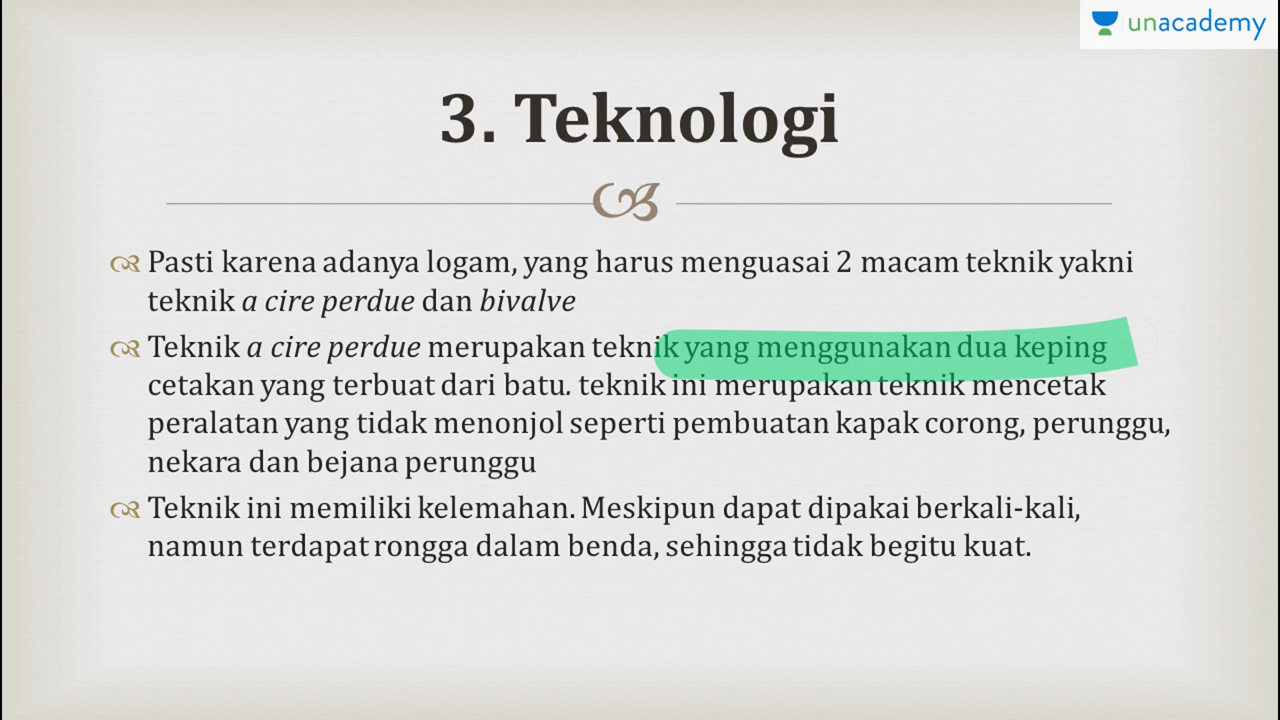 unacademy
3. Teknologi
Pasti karena adanya logam, yang harus menguasai 2 macam teknik yakni
teknik a cire perdue dan bivalve
Teknik a cire perdue merupakan teknik yang menggunakan dua keping
cetakan yang terbuat dari batu. teknik ini merupakan teknik mencetak
peralatan yang tidak menonjol seperti pembuatan kapak corong, perunggu,
nekara dan bejana perunggu
Teknik ini memiliki kelemahan. Meskipun dapat dipakai berkali-kali,
namun terdapat rongga dalam benda, sehingga tidak begitu kuat.